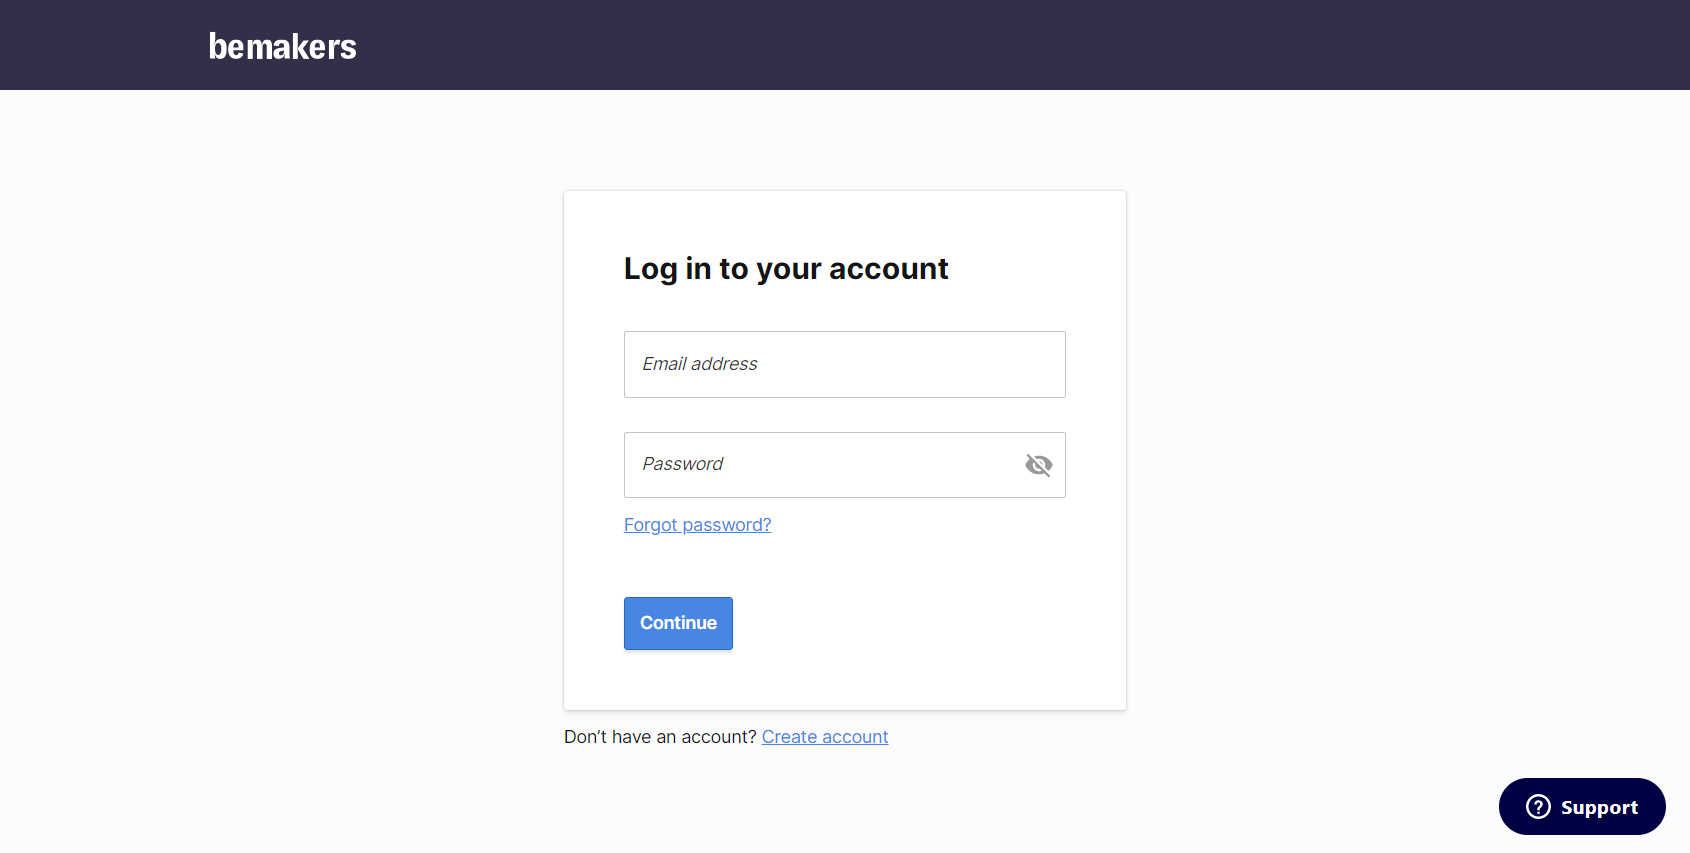 bemakers
Log in to your account
Email address
Password
Forgot password?
Continue
Don’t have an account? Create account
Support